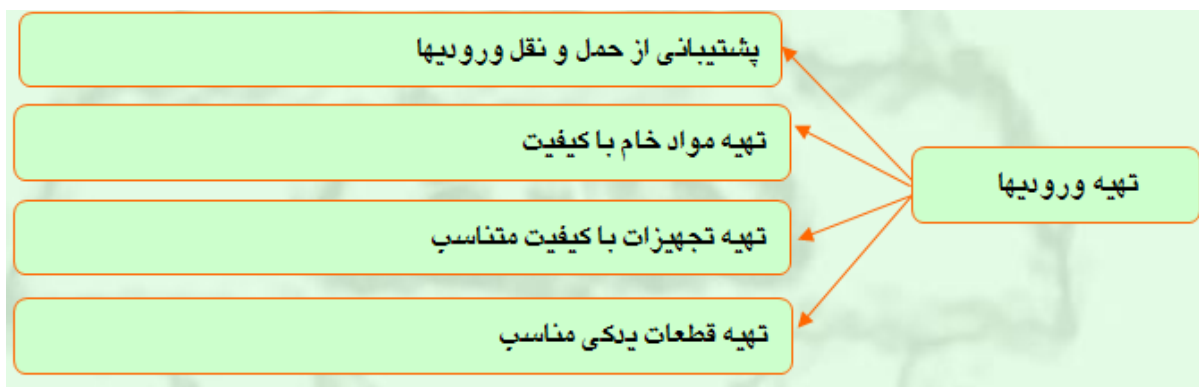 تهیه ورودیها
پشتیبانی از حمل و نقل ورودیها
تهیه مواد خام با کیفیت
تهیه تجهیزات با کیفیت متناسب
تهیه قطعات یدکی مناسب